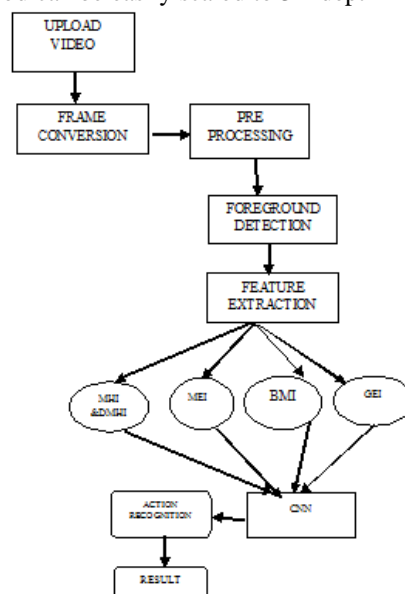 UPLOAD
VIDEO
FRAME
CONVERSION
PRE
PROCESSING
FOREGROUND
DETECTION
FEATURE
EXTRACTION
MHI
&DMHI
MEI
BMI
GEI
CNN
ACTION
RECOGNITION
RESULT